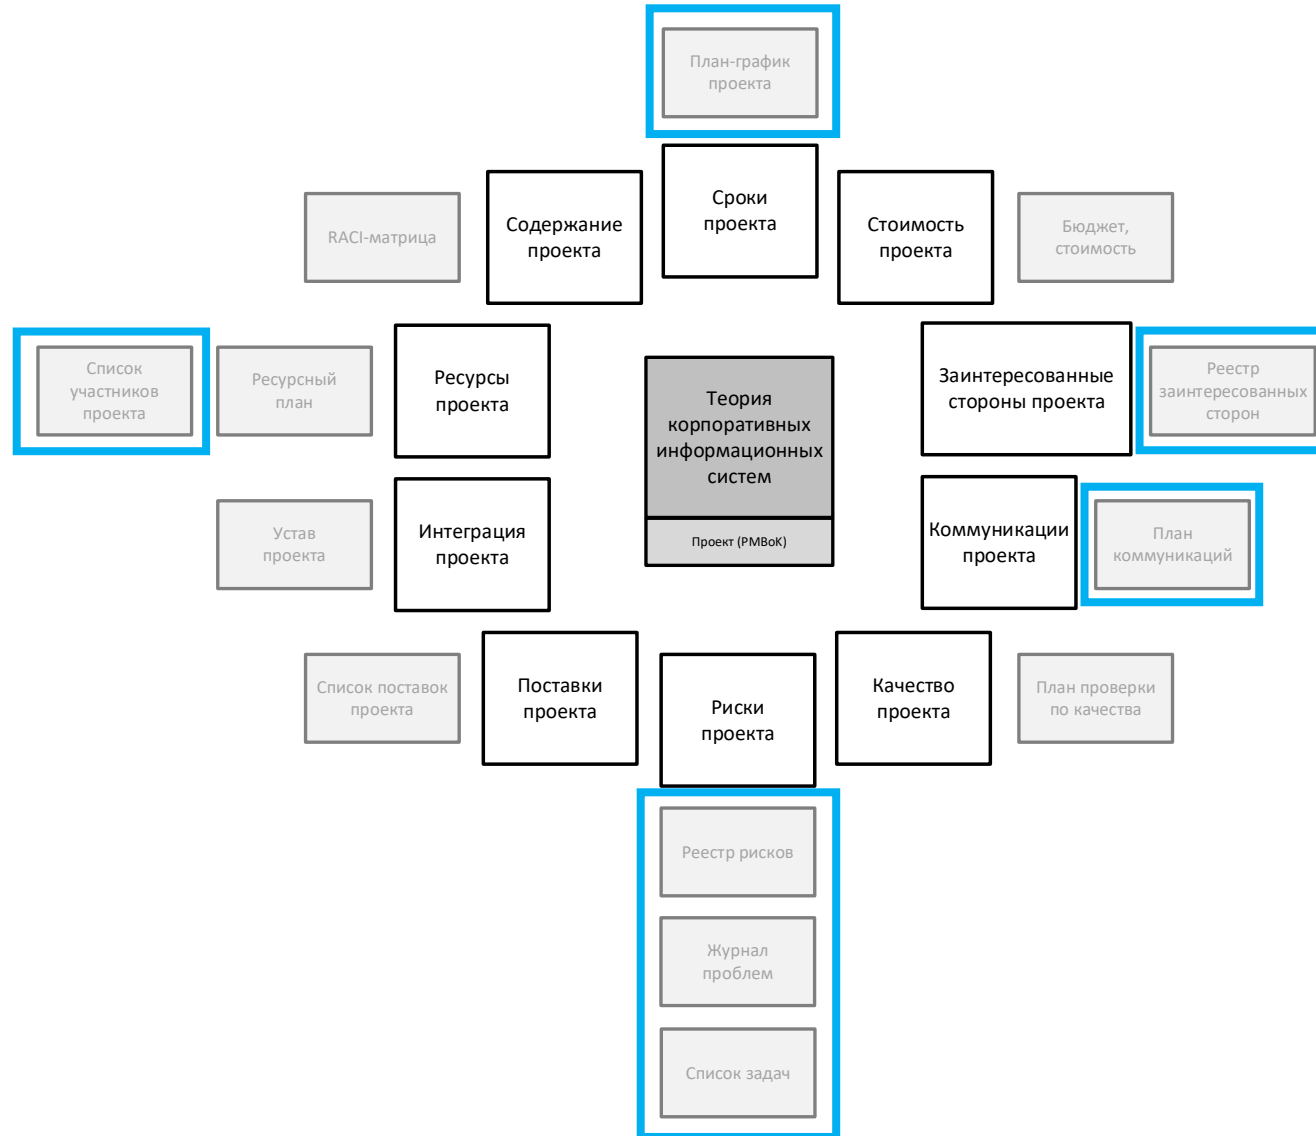 План-график
проекта
Сроки
проекта
Содержание
проекта
Стоимость
проекта
RACI-матрица
Бюджет,
стоимость
Список
участников
проекта
Ресурсный
план
Ресурсы
проекта
Теория
корпоративных
информационных
систем
Проект (PMBoK)
Заинтересованные
стороны проекта
Реестр
заинтересованных
сторон
Устав
проекта
Интеграция
проекта
Коммуникации
проекта
План
коммуникаций
Список поставок
проекта
Поставки
проекта
Риски
проекта
Качество
проекта
План проверки
по качества
Реестр рисков
Журнал
проблем
Список задач